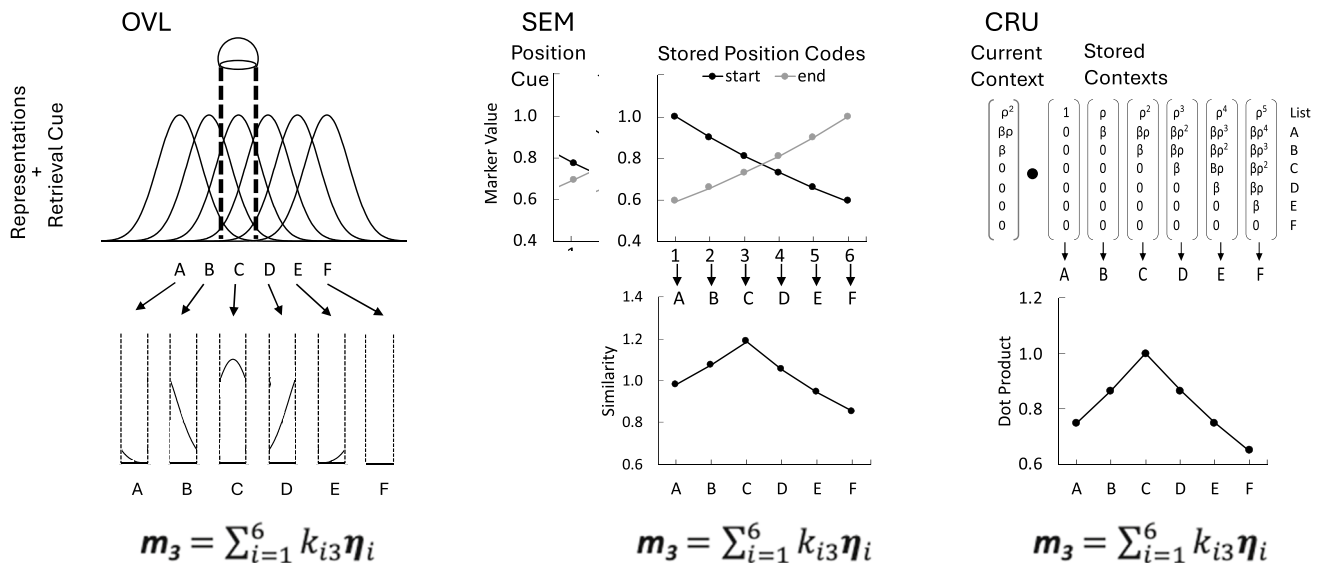 OVL
Representations
+
Retrieval Cue
A B C D E F
A B C D E F
m₃ = ∑⁶ᵢ₌₁ kᵢ₃ηᵢ
SEM
Position
Cue
Stored Position Codes
start end
Marker Value
1.0
0.8
0.6
0.4
1.0
0.8
0.6
0.4
1 2 3 4 5 6
A B C D E F
Similarity
1.4
1.2
1.0
0.8
0.6
A B C D E F
m₃ = ∑⁶ᵢ₌₁ kᵢ₃ηᵢ
CRU
Current
Context
Stored
Contexts
ρ² 1 ρ ρ² ρ³ ρ⁴ ρ⁵ List
βρ 0 β βρ βρ² βρ³ βρ⁴ A
β 0 0 β βρ βρ² βρ³ B
0 0 0 0 β Βρ βρ² C
0 0 0 0 0 β βρ D
0 0 0 0 0 0 β E
0 0 0 0 0 0 0 F
A B C D E F
Dot Product
1.2
1.0
0.8
0.6
A B C D E F
m₃ = ∑⁶ᵢ₌₁ kᵢ₃ηᵢ